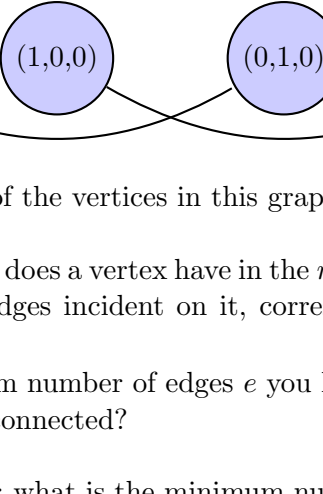 (1,0,0) (0,1,0)
of the vertices in this grap
does a vertex have in the
dges incident on it, corre
m number of edges e you
onnected?
what is the minimum nu